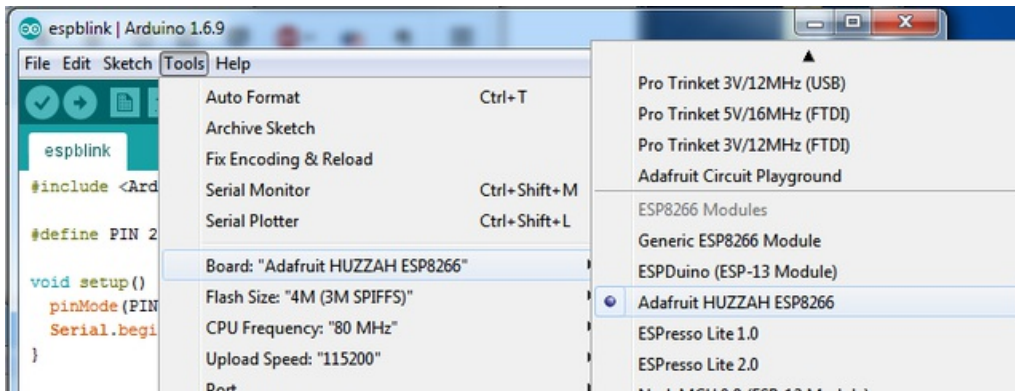 espblink | Arduino 1.6.9
File Edit Sketch Tools Help
espblink
#include <Ard
#define PIN 2
void setup()
pinMode(PIN
Serial.begi
}
Auto Format Ctrl+T
Archive Sketch
Fix Encoding & Reload
Serial Monitor Ctrl+Shift+M
Serial Plotter Ctrl+Shift+L
Board: "Adafruit HUZZAH ESP8266"
Flash Size: "4M (3M SPIFFS)"
CPU Frequency: "80 MHz"
Upload Speed: "115200"
Port
Pro Trinket 3V/12MHz (USB)
Pro Trinket 5V/16MHz (FTDI)
Pro Trinket 3V/12MHz (FTDI)
Adafruit Circuit Playground
ESP8266 Modules
Generic ESP8266 Module
ESPDuino (ESP-13 Module)
Adafruit HUZZAH ESP8266
ESPresso Lite 1.0
ESPresso Lite 2.0